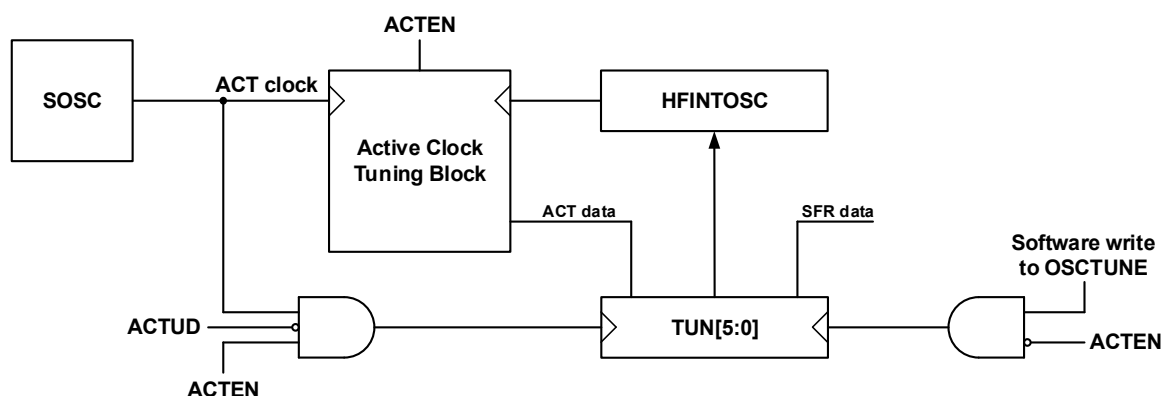 ACTEN
SOSC
ACT clock
HFINTOSC
Active Clock
Tuning Block
ACT data
SFR data
Software write
to OSCTUNE
ACTUD
TUN[5:0]
ACTEN
ACTEN